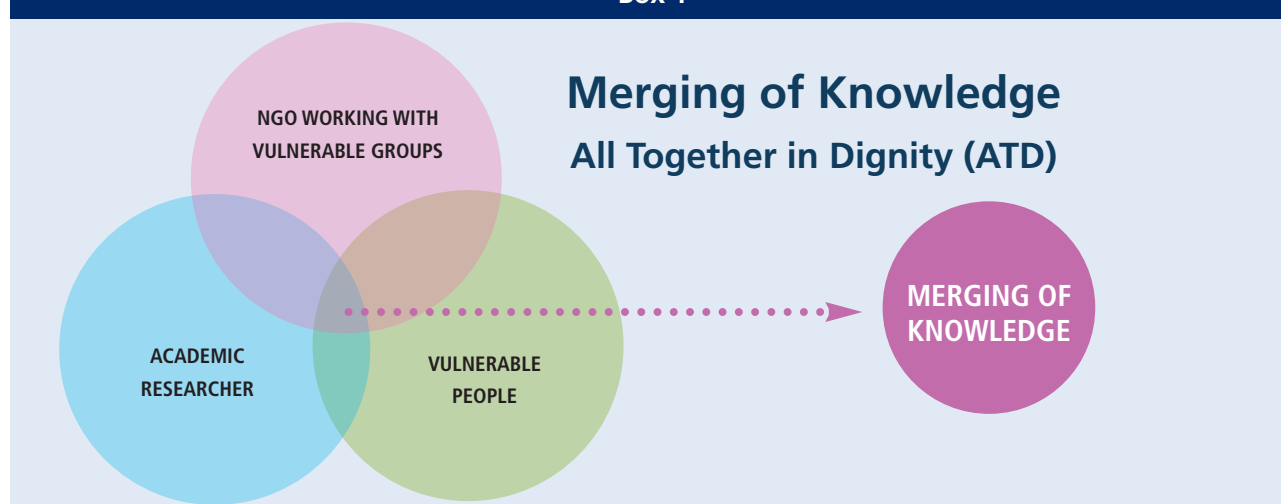 Merging of Knowledge
All Together in Dignity (ATD)
NGO WORKING WITH
VULNERABLE GROUPS
ACADEMIC
RESEARCHER
VULNERABLE
PEOPLE
MERGING OF
KNOWLEDGE